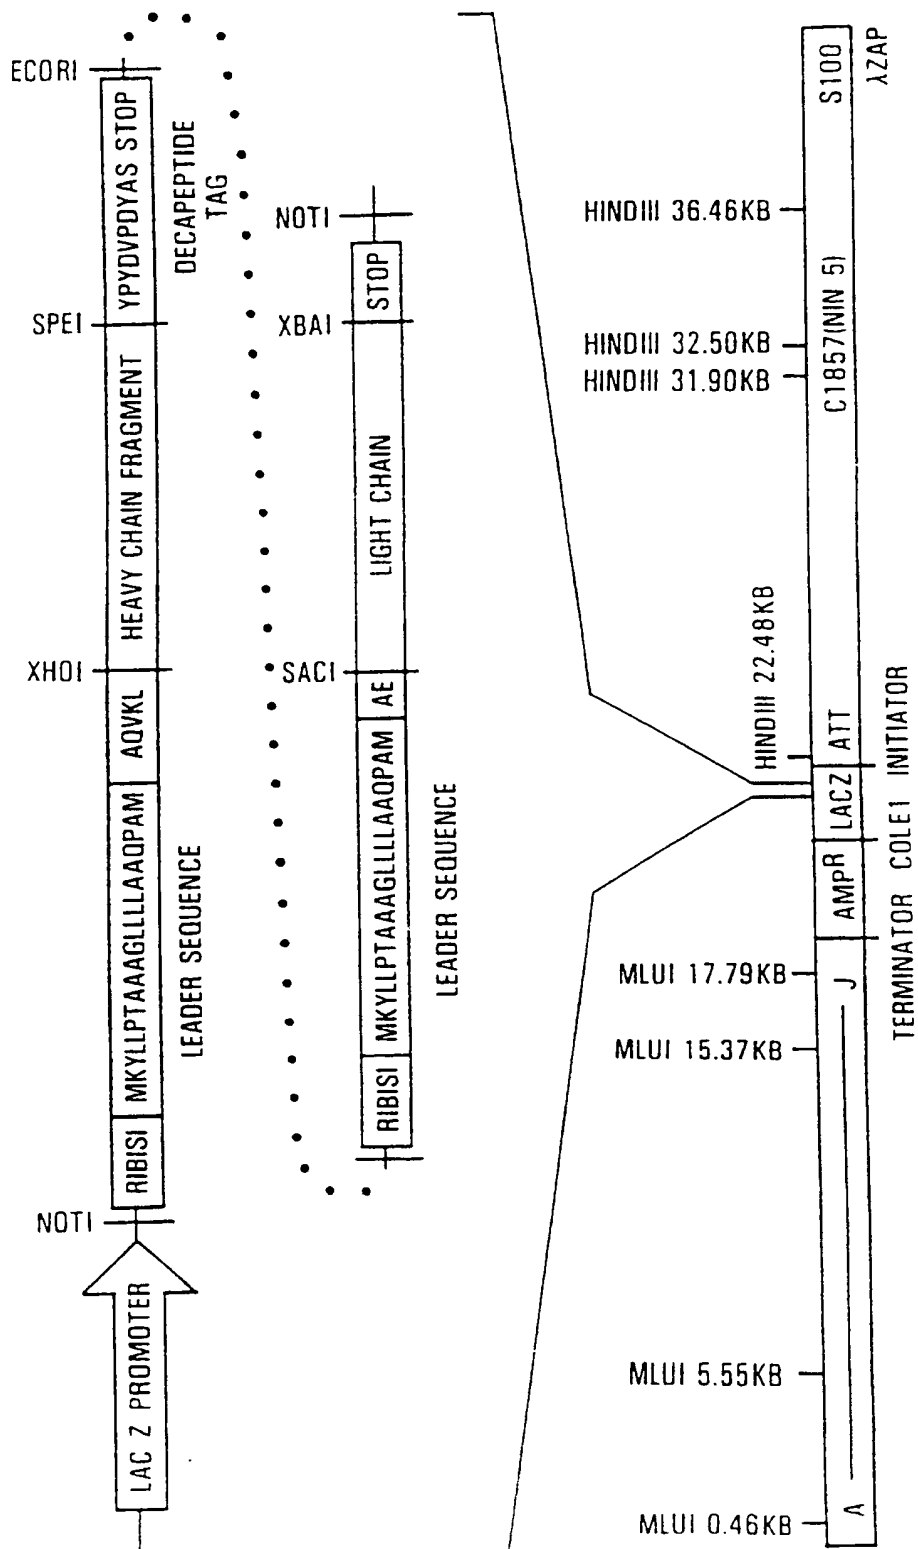 LAC Z PROMOTER
NOTI
RIBISI
MKYLLPTAAAGLLLLAAQPAM
AQVKL
XHOI
HEAVY CHAIN FRAGMENT
SPEI
YPYDVPDYAS STOP
ECORI
LEADER SEQUENCE
DECAPEPTIDE
TAG
RIBISI
MKYLLPTAAAGLLLLAAQPAM
AE
SACI
LIGHT CHAIN
XBAI
STOP
NOTI
LEADER SEQUENCE
MLUI 0.46KB
MLUI 5.55KB
MLUI 15.37KB
MLUI 17.79KB
HINDIII 22.48KB
HINDIII 31.90KB
HINDIII 32.50KB
HINDIII 36.46KB
A
J
AMPR
LACZ
ATT
C1857(NIN 5)
S100
TERMINATOR COLE1 INITIATOR
λZAP